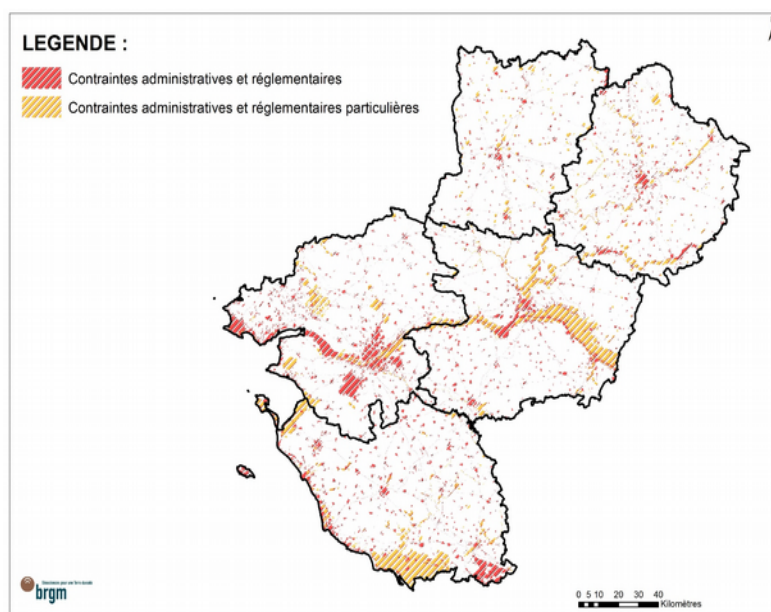 LEGENDE :
Contraintes administratives et réglementaires
Contraintes administratives et réglementaires particulières
brgm
0 5 10 20 30 40
Kilomètres